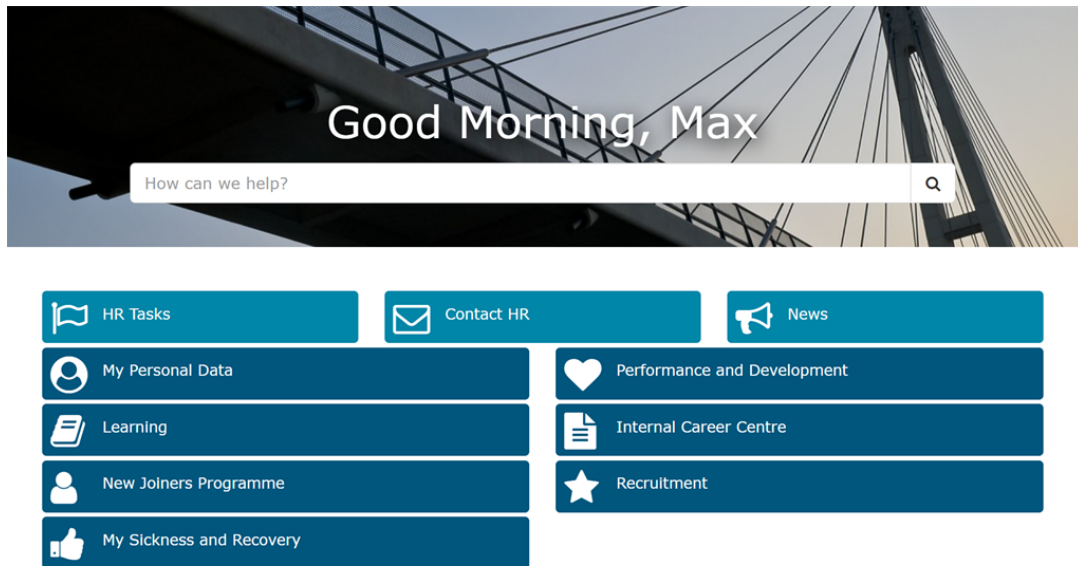 Good Morning, Max
How can we help?
HR Tasks
Contact HR
News
My Personal Data
Performance and Development
Learning
Internal Career Centre
New Joiners Programme
Recruitment
My Sickness and Recovery